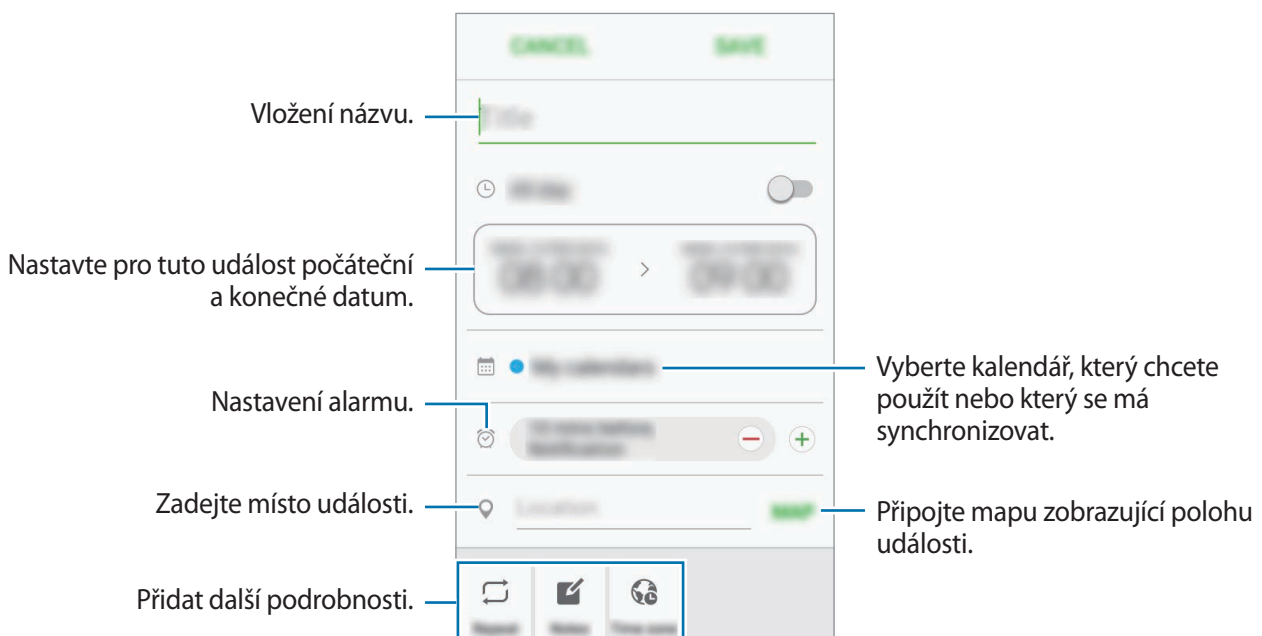 CANCEL
SAVE
Vložení názvu.
Title
Nastavte pro tuto událost počáteční
a konečné datum.
08:00
09:00
My calendars
Vyberte kalendář, který chcete
použít nebo který se má
synchronizovat.
Nastavení alarmu.
Zadejte místo události.
Location
MAP
Připojte mapu zobrazující polohu
události.
Přidat další podrobnosti.
Repeat
Notes
Time zone